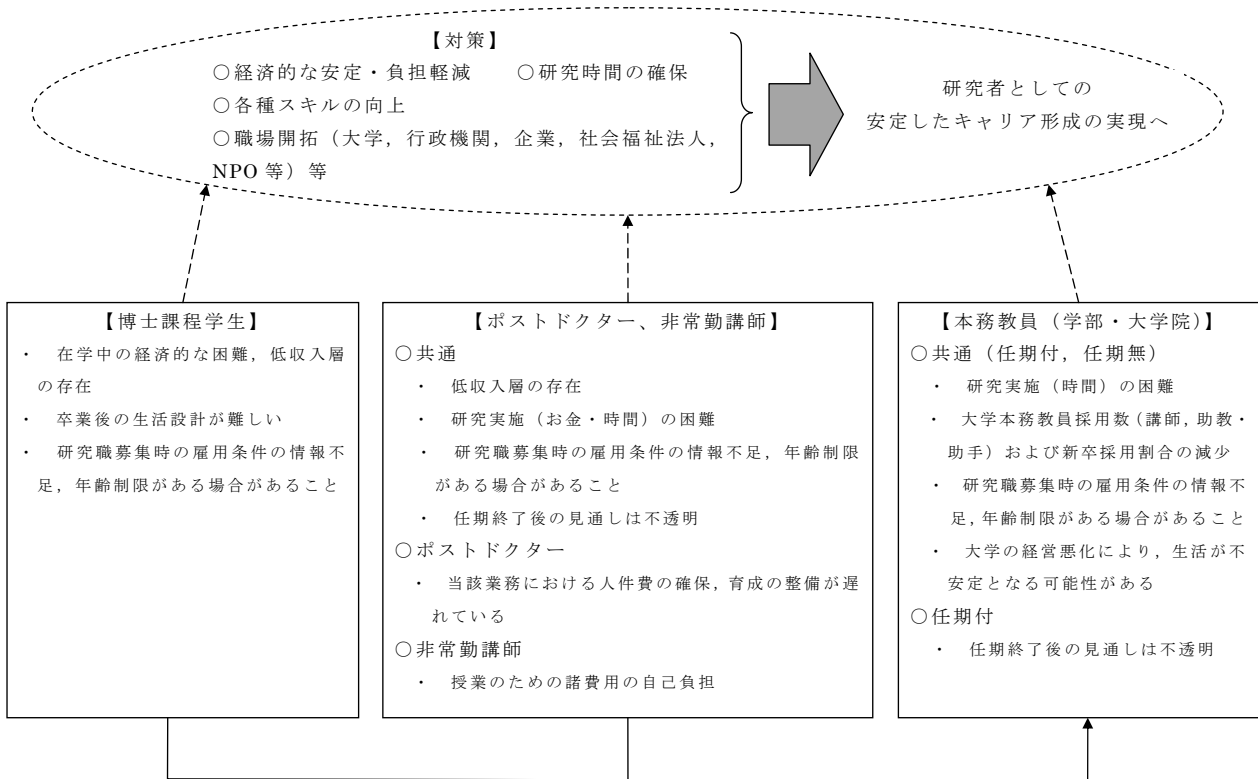 【対策】
○経済的な安定・負担軽減　○研究時間の確保
○各種スキルの向上
○職場開拓（大学，行政機関，企業，社会福祉法人，
NPO 等）等
研究者としての
安定したキャリア形成の実現へ
【博士課程学生】
・ 在学中の経済的な困難，低収入層
の存在
・ 卒業後の生活設計が難しい
・ 研究職募集時の雇用条件の情報不
足，年齢制限がある場合があること
【ポストドクター、非常勤講師】
○共通
・ 低収入層の存在
・ 研究実施（お金・時間）の困難
・ 研究職募集時の雇用条件の情報不足，年齢制限
がある場合があること
・ 任期終了後の見通しは不透明
○ポストドクター
・ 当該業務における人件費の確保，育成の整備が遅
れている
○非常勤講師
・ 授業のための諸費用の自己負担
【本務教員（学部・大学院）】
○共通（任期付，任期無）
・ 研究実施（時間）の困難
・ 大学本務教員採用数（講師，助教・
助手）および新卒採用割合の減少
・ 研究職募集時の雇用条件の情報不
足，年齢制限がある場合があること
・ 大学の経営悪化により，生活が不
安定となる可能性がある
○任期付
・ 任期終了後の見通しは不透明